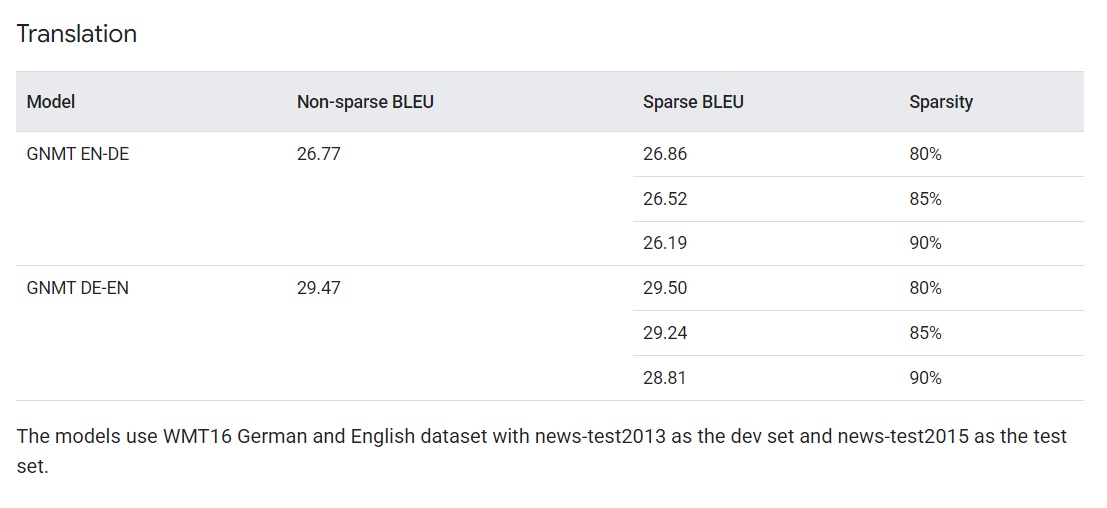 Translation
Model Non-sparse BLEU Sparse BLEU Sparsity
GNMT EN-DE 26.77 26.86 80%
26.52 85%
26.19 90%
GNMT DE-EN 29.47 29.50 80%
29.24 85%
28.81 90%
The models use WMT16 German and English dataset with news-test2013 as the dev set and news-test2015 as the test
set.